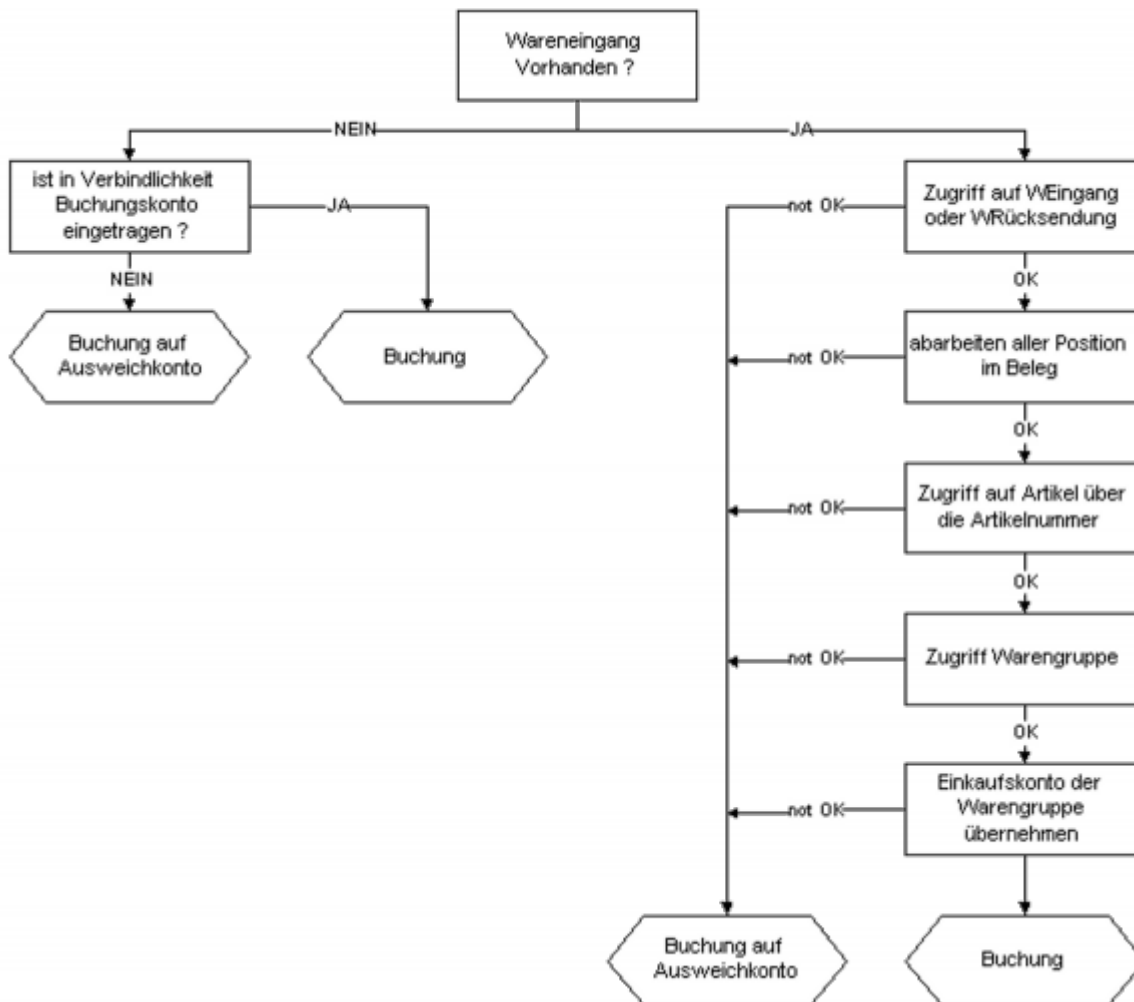 Wareneingang
Vorhanden ?
NEIN
JA
ist in Verbindlichkeit
Buchungskonto
eingetragen ?
JA
not OK
Zugriff auf WEingang
oder WRücksendung
NEIN
OK
Buchung auf
Ausweichkonto
Buchung
not OK
abarbeiten aller Position
im Beleg
OK
not OK
Zugriff auf Artikel über
die Artikelnummer
OK
not OK
Zugriff Warengruppe
OK
not OK
Einkaufskonto der
Warengruppe
übernehmen
Buchung auf
Ausweichkonto
Buchung